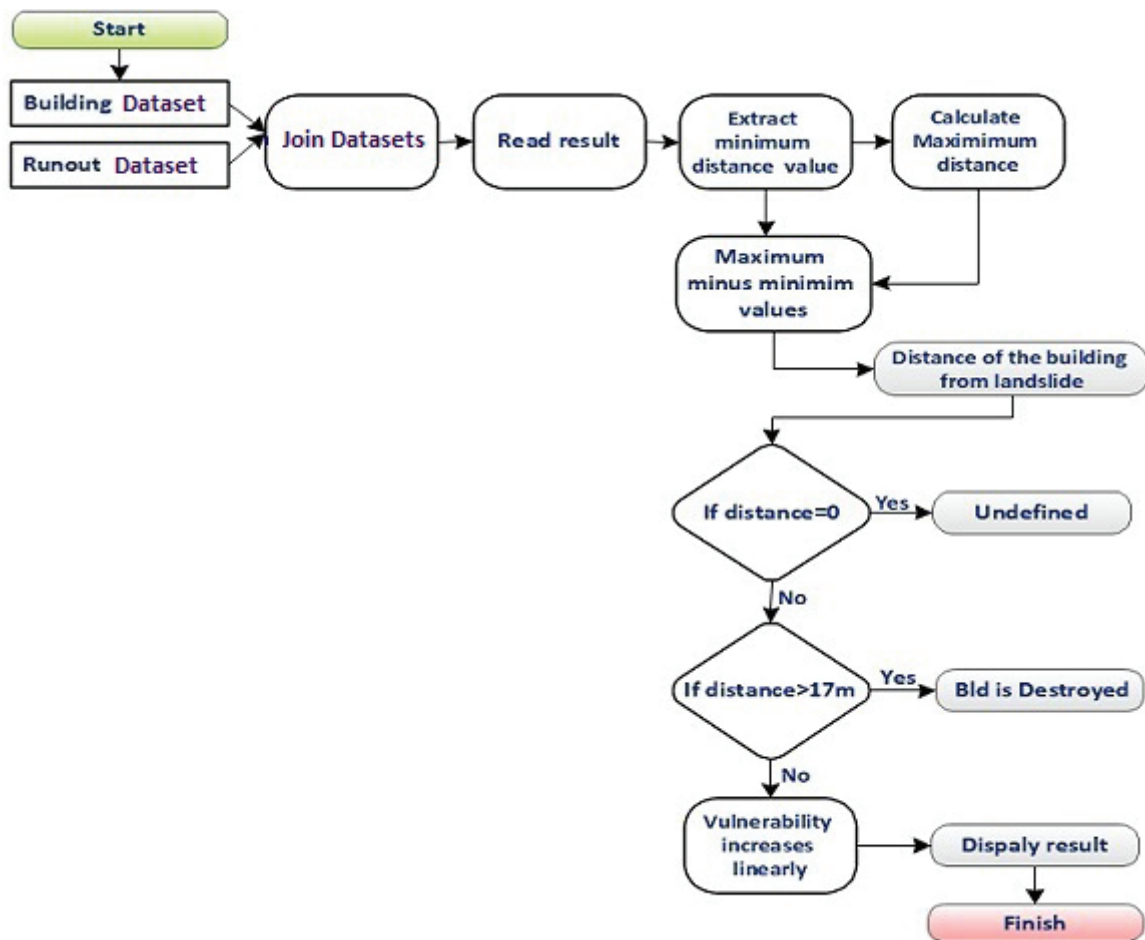 Start
Building Dataset
Runout Dataset
Join Datasets
Read result
Extract
minimum
distance value
Calculate
Maximimum
distance
Maximum
minus minimim
values
Distance of the building
from landslide
If distance=0
Yes
Undefined
No
If distance>17m
Yes
Bld is Destroyed
No
Vulnerability
increases
linearly
Dispaly result
Finish